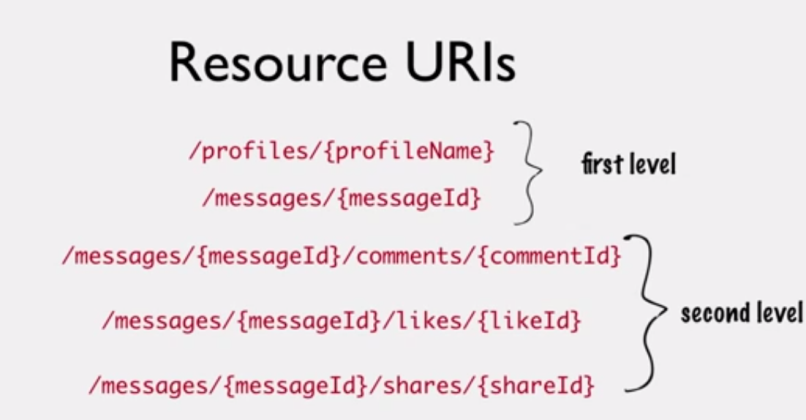 Resource URIs
/profiles/{profileName}
first level
/messages/{messageId}
/messages/{messageId}/comments/{commentId}
/messages/{messageId}/likes/{likeId}
second level
/messages/{messageId}/shares/{shareId}